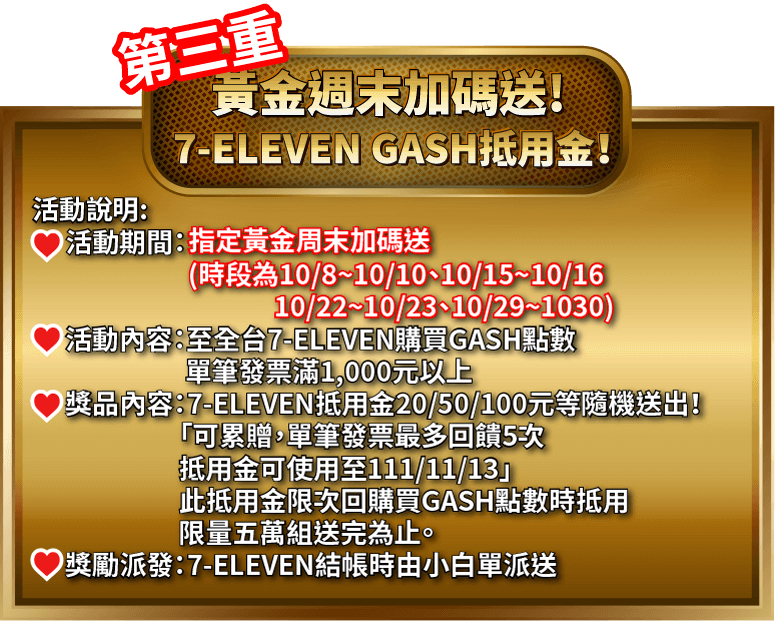 第三重
黃金週末加碼送!
7-ELEVEN GASH抵用金!
活動說明:
活動期間:指定黃金周末加碼送
(時段為10/8~10/10、10/15~10/16
10/22~10/23、10/29~1030)
活動內容:至全台7-ELEVEN購買GASH點數
單筆發票滿1,000元以上
獎品內容:7-ELEVEN抵用金20/50/100元等隨機送出!
「可累贈,單筆發票最多回饋5次
抵用金可使用至111/11/13」
此抵用金限次回購買GASH點數時抵用
限量五萬組送完為止。
獎勵派發:7-ELEVEN結帳時由小白單派送